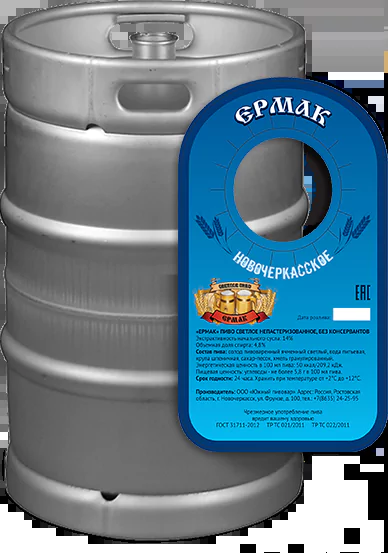 ЄРМАК
НОВОЧЕРКАССКОЕ
СВЕТЛОЕ ПИВО
ЕРМАК
ЕАС
Дата розлива:
«ЕРМАК» ПИВО СВЕТЛОЕ НЕПАСТЕРИЗОВАННОЕ, БЕЗ КОНСЕРВАНТОВ
Экстрактивность начального сусла: 14%
Объемная доля спирта: 4,8%
Состав пива: солод пивоваренный ячменный светлый, вода питьевая,
крупа шпеничная, сахар-песок, хмель гранулированный.
Энергетическая ценность в 100 мл пива: 50 ккал/209,2 кДж.
Пищевая ценность: углеводы - не более 5,8 г в 100 мл пива.
Срок годности: 24 часа. Хранить при температуре от +2°С до +12°С.
Производитель: ООО «Южный пивовар» Адрес: Россия, Ростовская
область, г. Новочеркасск, ул. Фрунзе, д. 100, тел.: +7(8635) 24-25-95
Чрезмерное употребление пива
вредит вашему здоровью
ГОСТ 31711-2012 ТР ТС 021/2011 ТР ТС 022/2011